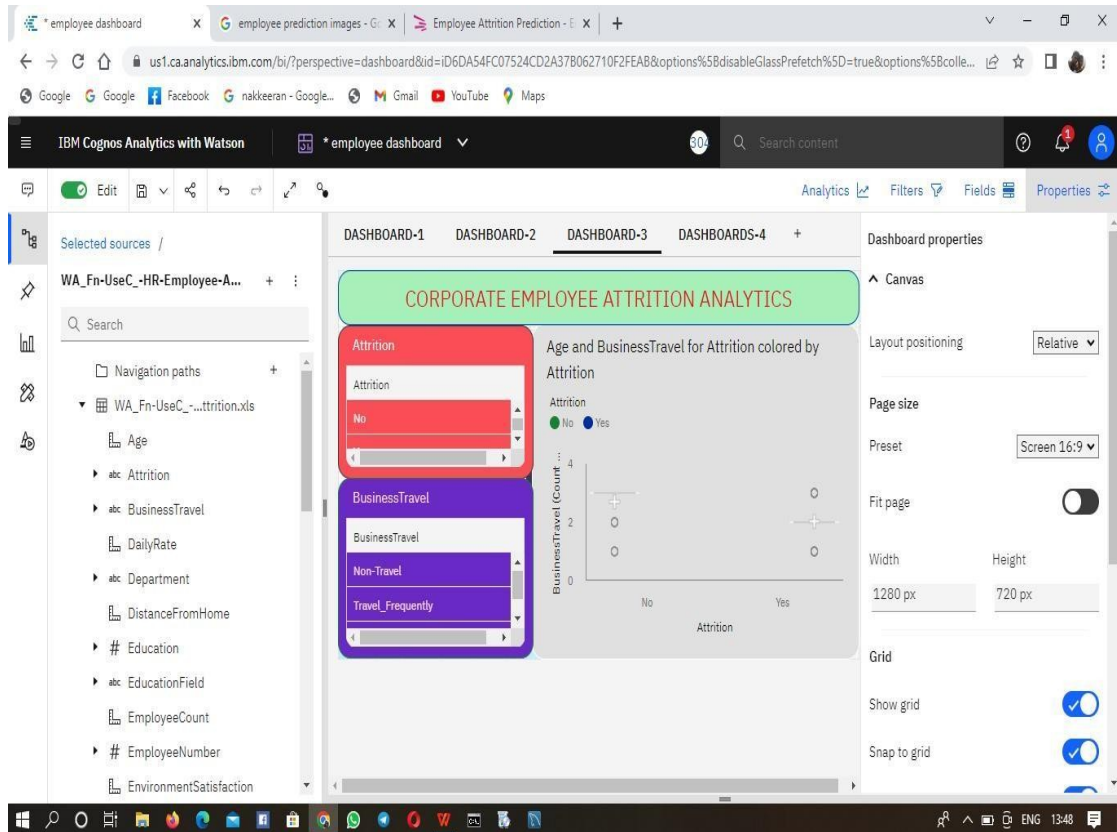 * employee dashboard
employee prediction images - Go
Employee Attrition Prediction - E
us1.ca.analytics.ibm.com/bi/?perspective=dashboard&id=iD6DA54FC07524CD2A37B062710F2FEAB&options%5BdisableGlassPrefetch%5D=true&options%5Bcolle...
Google
Google
Facebook
nakkeeran - Google...
Gmail
YouTube
Maps
IBM Cognos Analytics with Watson
* employee dashboard
304
Search content
1
Edit
Analytics
Filters
Fields
Properties
Selected sources /
WA_Fn-UseC_-HR-Employee-A...
Search
Navigation paths
WA_Fn-UseC_-...ttrition.xls
Age
abc Attrition
abc BusinessTravel
DailyRate
abc Department
DistanceFromHome
# Education
abc EducationField
EmployeeCount
# EmployeeNumber
EnvironmentSatisfaction
DASHBOARD-1
DASHBOARD-2
DASHBOARD-3
DASHBOARDS-4
+
CORPORATE EMPLOYEE ATTRITION ANALYTICS
Attrition
Attrition
No
BusinessTravel
BusinessTravel
Non-Travel
Travel_Frequently
Age and BusinessTravel for Attrition colored by
Attrition
Attrition
No
Yes
BusinessTravel (Count ...
4
2
0
No
Yes
Attrition
Dashboard properties
Canvas
Layout positioning
Relative
Page size
Preset
Screen 16:9
Fit page
Width
Height
1280 px
720 px
Grid
Show grid
Snap to grid
ENG
13:48